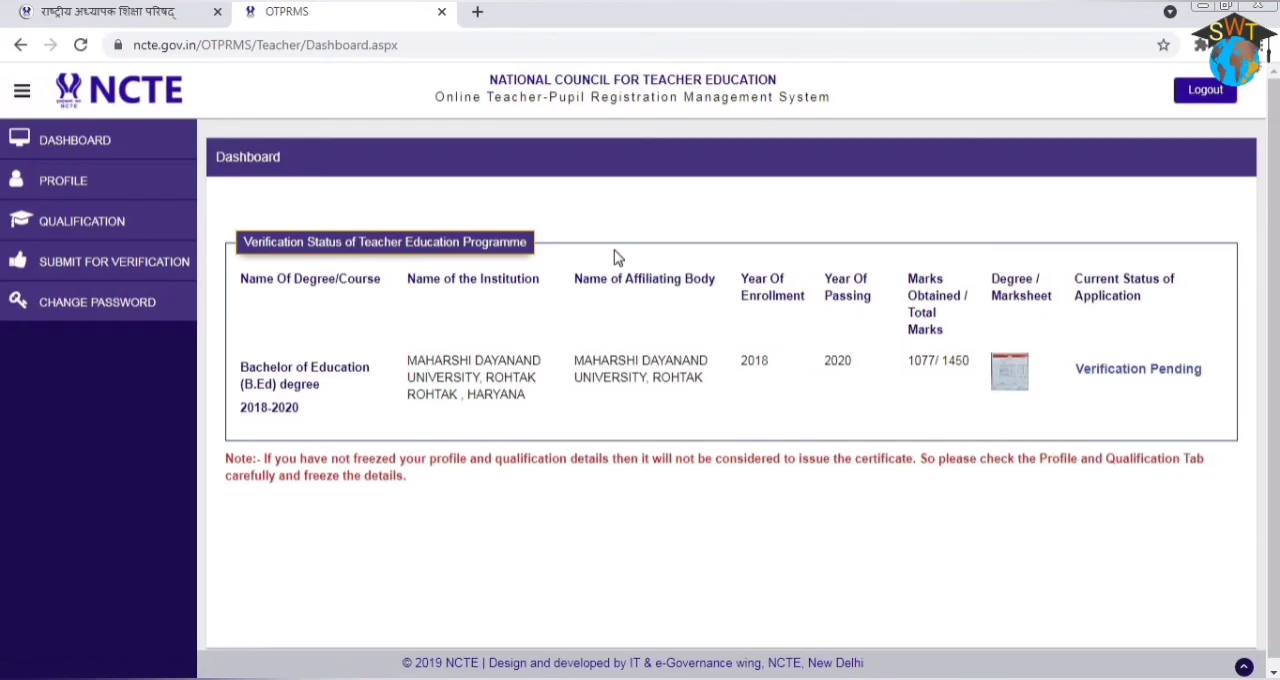 राष्ट्रीय अध्यापक शिक्षा परिषद्
OTPRMS
ncte.gov.in/OTPRMS/Teacher/Dashboard.aspx
SWT
NCTE
NCTE
NATIONAL COUNCIL FOR TEACHER EDUCATION
Online Teacher-Pupil Registration Management System
Logout
DASHBOARD
PROFILE
QUALIFICATION
SUBMIT FOR VERIFICATION
CHANGE PASSWORD
Dashboard
Verification Status of Teacher Education Programme
Name Of Degree/Course
Name of the Institution
Name of Affiliating Body
Year Of
Enrollment
Year Of
Passing
Marks
Obtained /
Total
Marks
Degree /
Marksheet
Current Status of
Application
Bachelor of Education
(B.Ed) degree
2018-2020
MAHARSHI DAYANAND
UNIVERSITY, ROHTAK
ROHTAK , HARYANA
MAHARSHI DAYANAND
UNIVERSITY, ROHTAK
2018
2020
1077/ 1450
Verification Pending
Note:- If you have not freezed your profile and qualification details then it will not be considered to issue the certificate. So please check the Profile and Qualification Tab
carefully and freeze the details.
© 2019 NCTE | Design and developed by IT & e-Governance wing, NCTE, New Delhi